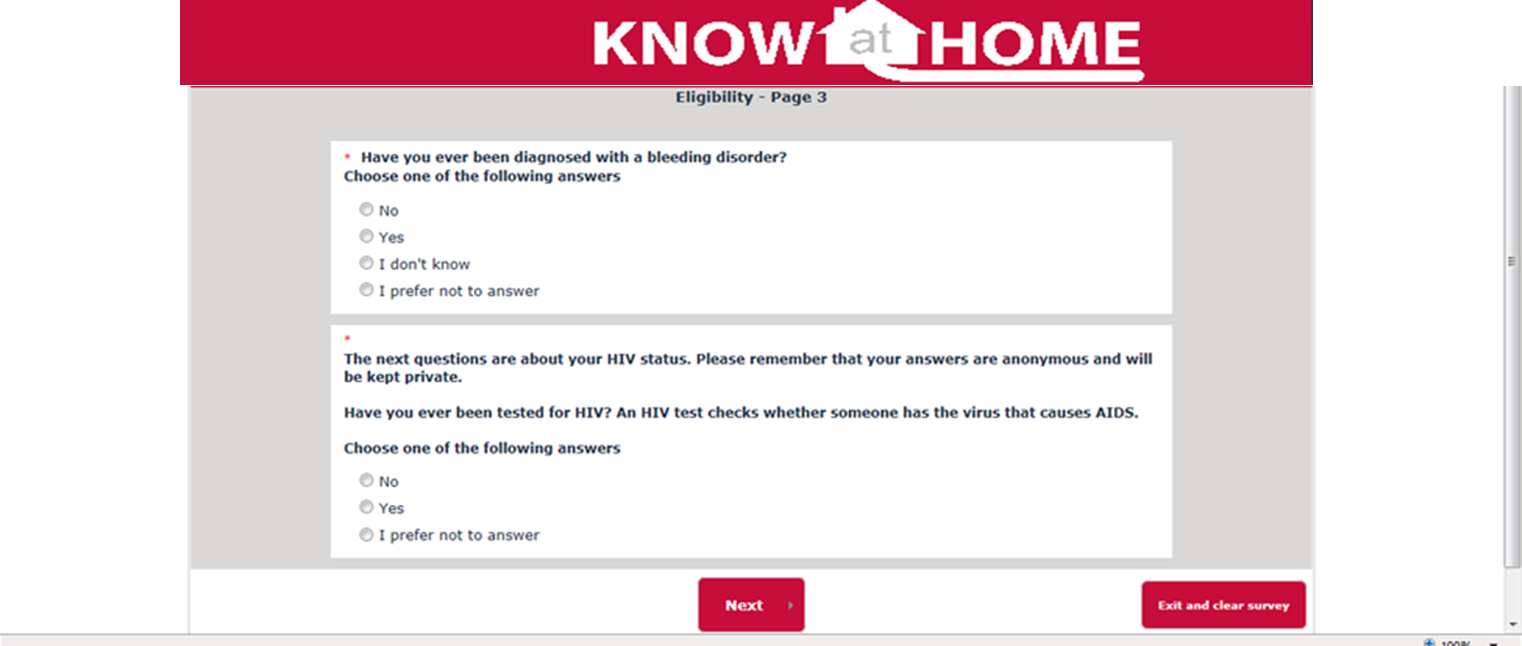 KNOW at HOME
Eligibility - Page 3
* Have you ever been diagnosed with a bleeding disorder?
Choose one of the following answers
No
Yes
I don't know
I prefer not to answer
*
The next questions are about your HIV status. Please remember that your answers are anonymous and will
be kept private.
Have you ever been tested for HIV? An HIV test checks whether someone has the virus that causes AIDS.
Choose one of the following answers
No
Yes
I prefer not to answer
Next
Exit and clear survey
100%